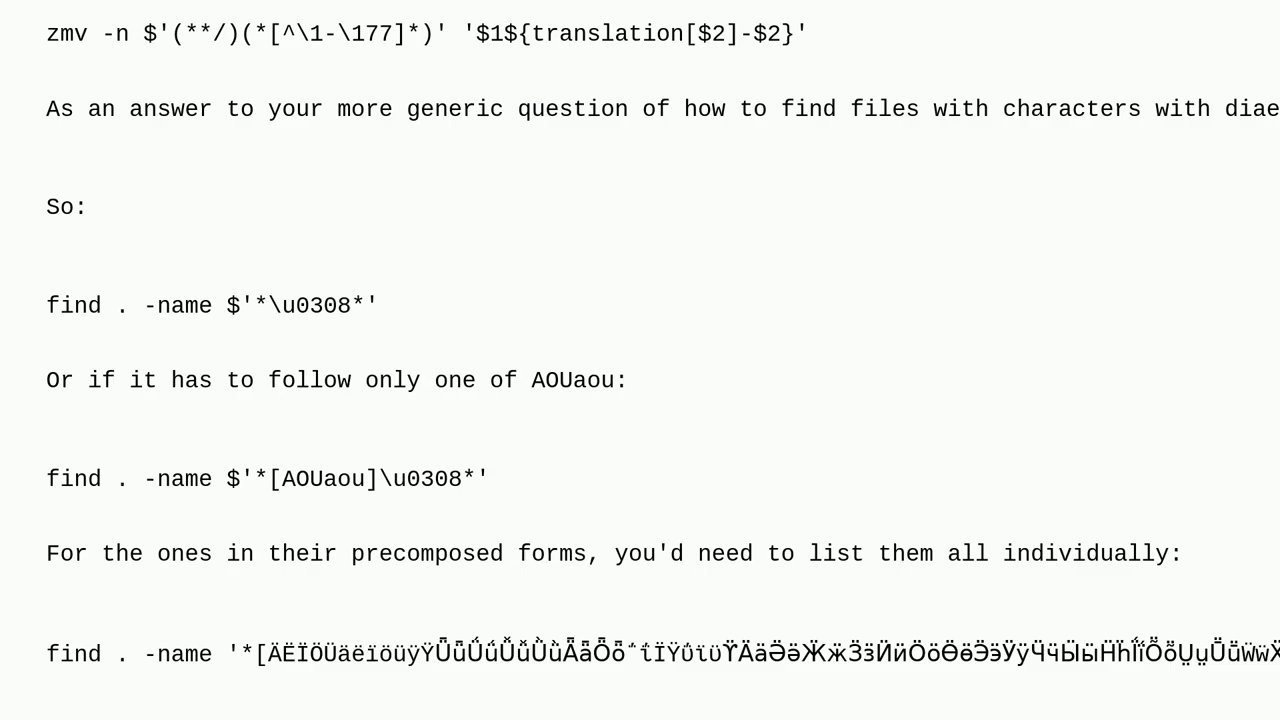 zmv -n $'(**/)(*[^\1-\177]*)' '$1${translation[$2]-$2}'
As an answer to your more generic question of how to find files with characters with
So:
find . -name $'*\u0308*'
Or if it has to follow only one of AOUaou:
find . -name $'*[AOUaou]\u0308*'
For the ones in their precomposed forms, you'd need to list them all individually:
find . -name